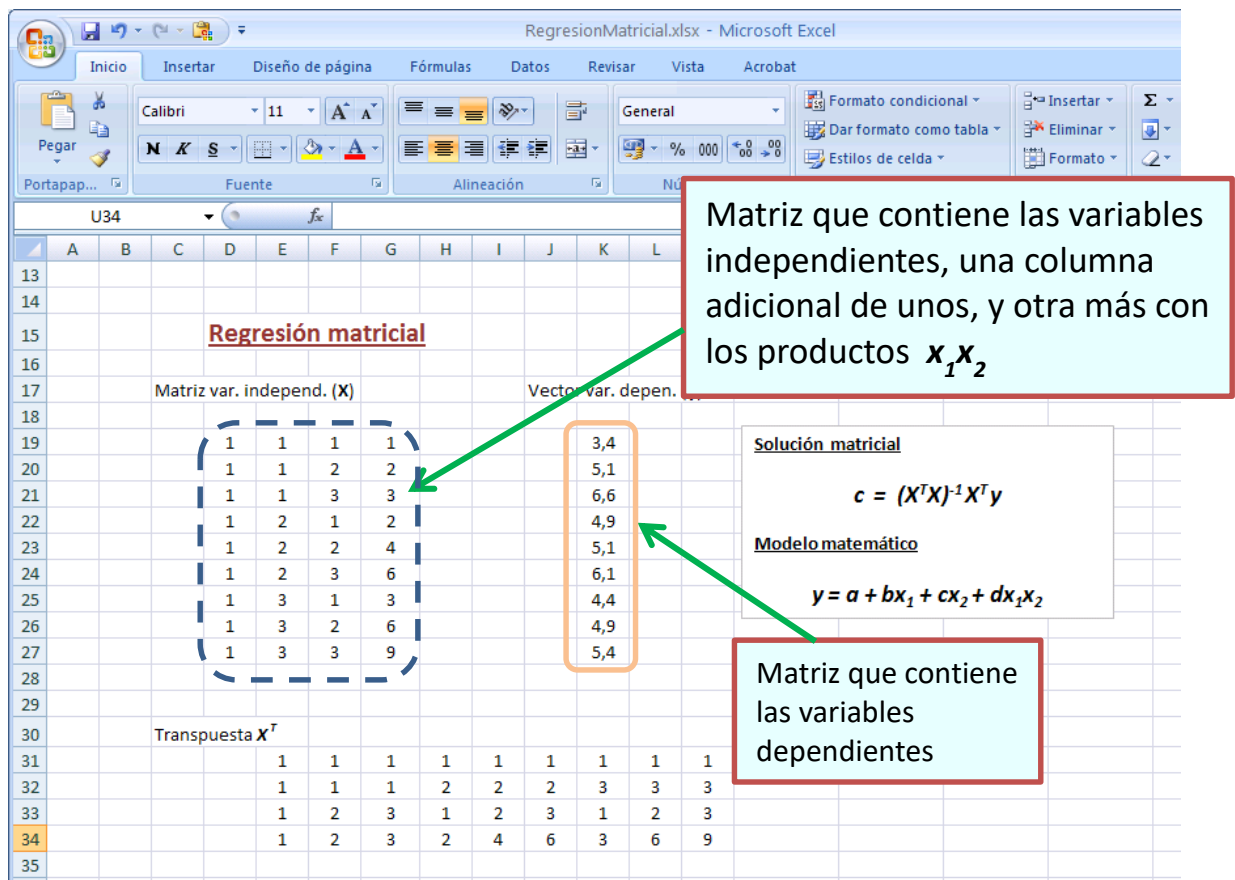 RegresionMatricial.xlsx - Microsoft Excel
Inicio Insertar Diseño de página Fórmulas Datos Revisar Vista Acrobat
Calibri 11 A A General Formato condicional Insertar Σ
Pegar Dar formato como tabla Eliminar
N K S A % 000 Estilos de celda Formato
Portapap... Fuente Alineación
U34 fx
Matriz que contiene las variables
independientes, una columna
adicional de unos, y otra más con
los productos x1x2
A B C D E F G H I J K L
13
14
15 Regresión matricial
16
17 Matriz var. independ. (X) Vector var. depen.
18
19 1 1 1 1 3,4 Solución matricial
20 1 1 2 2 5,1
21 1 1 3 3 6,6 c = (XᵀX)⁻¹ Xᵀy
22 1 2 1 2 4,9
23 1 2 2 4 5,1 Modelo matemático
24 1 2 3 6 6,1
25 1 3 1 3 4,4 y = a + bx1 + cx2 + dx1x2
26 1 3 2 6 4,9
27 1 3 3 9 5,4
28
29
Matriz que contiene
las variables
dependientes
30 Transpuesta Xᵀ
31 1 1 1 1 1 1 1 1 1
32 1 1 1 2 2 2 3 3 3
33 1 2 3 1 2 3 1 2 3
34 1 2 3 2 4 6 3 6 9
35